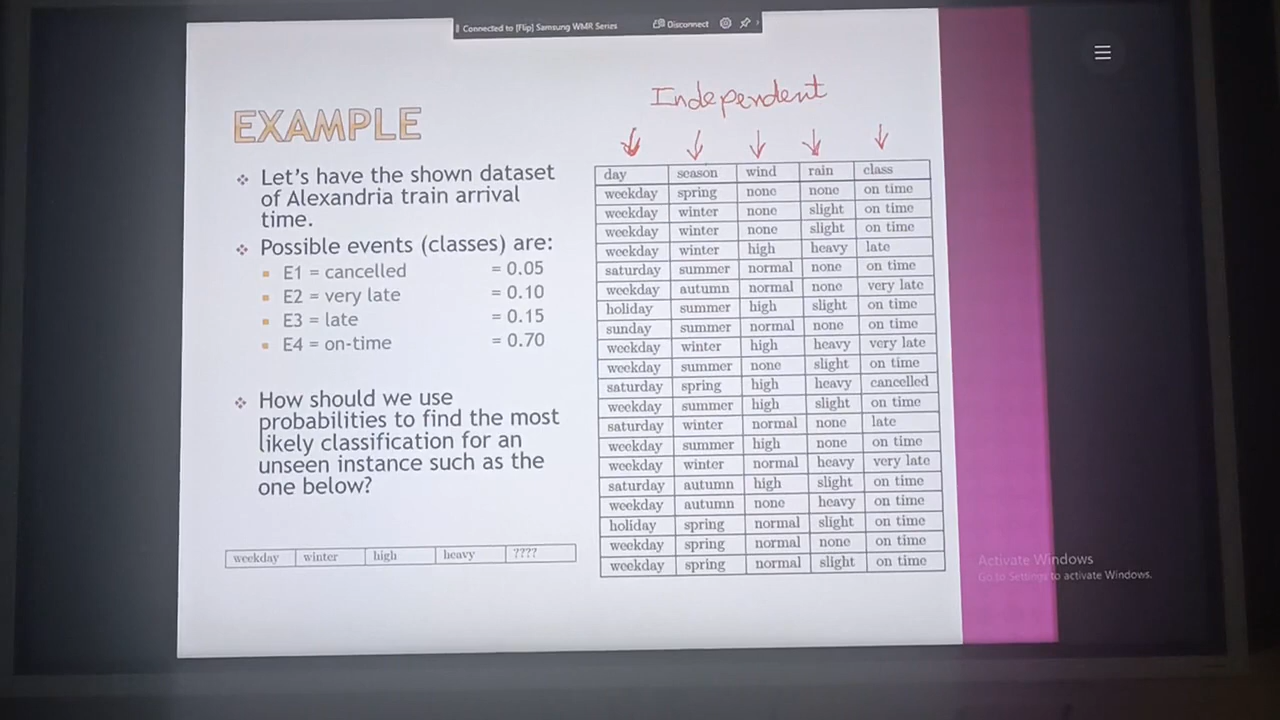 Connected to [Flip] Samsung WMR Series Disconnect
Independent
EXAMPLE
Let's have the shown dataset
of Alexandria train arrival
time.
Possible events (classes) are:
E1 = cancelled = 0.05
E2 = very late = 0.10
E3 = late = 0.15
E4 = on-time = 0.70
How should we use
probabilities to find the most
likely classification for an
unseen instance such as the
one below?
weekday winter high heavy ????
day season wind rain class
weekday spring none none on time
weekday winter none slight on time
weekday winter none slight on time
weekday winter high heavy late
saturday summer normal none on time
weekday autumn normal none very late
holiday summer high slight on time
sunday summer normal none on time
weekday winter high heavy very late
weekday summer none slight on time
saturday spring high heavy cancelled
weekday summer high slight on time
saturday winter normal none late
weekday summer high none on time
weekday winter normal heavy very late
saturday autumn high slight on time
weekday autumn none heavy on time
holiday spring normal slight on time
weekday spring normal none on time
weekday spring normal slight on time
Activate Windows
Go to Settings to activate Windows.